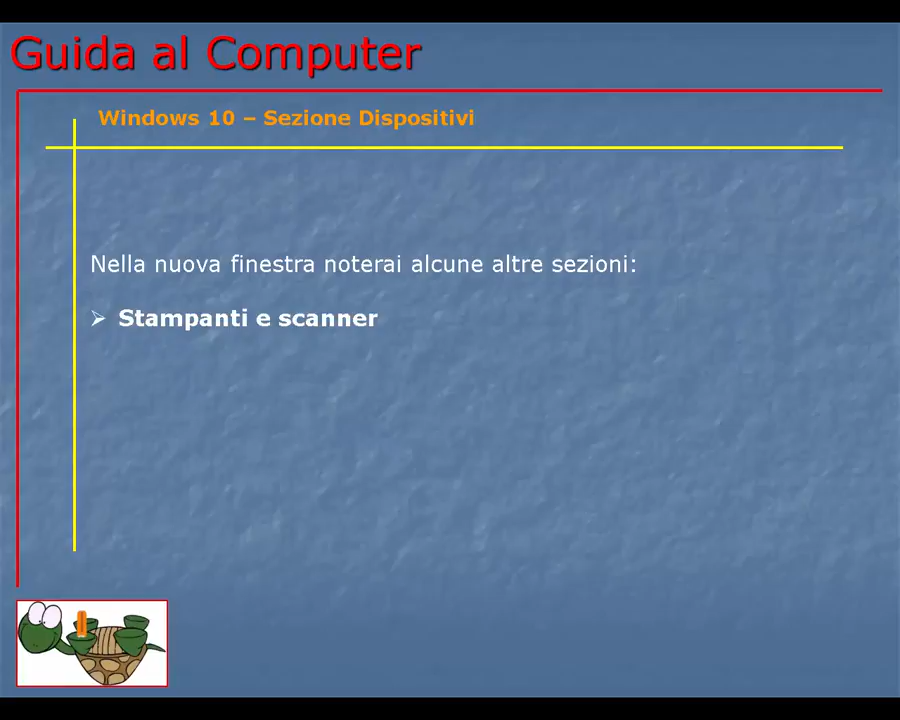 Guida al Computer
Windows 10 – Sezione Dispositivi
Nella nuova finestra noterai alcune altre sezioni:
➢ Stampanti e scanner